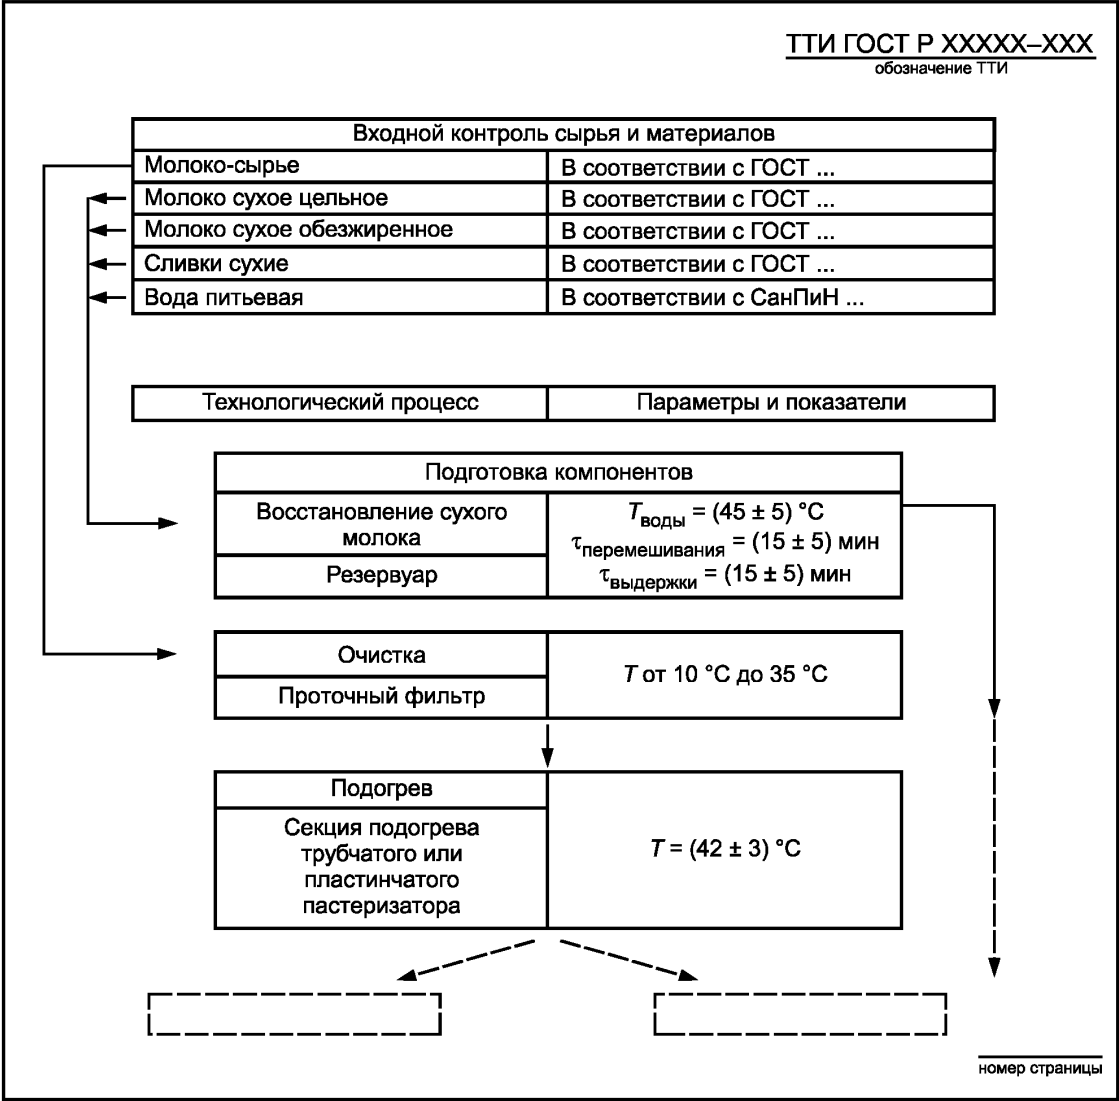 ТТИ ГОСТ Р XXXXX–XXX
обозначение ТТИ
Входной контроль сырья и материалов
Молоко-сырье В соответствии с ГОСТ ...
Молоко сухое цельное В соответствии с ГОСТ ...
Молоко сухое обезжиренное В соответствии с ГОСТ ...
Сливки сухие В соответствии с ГОСТ ...
Вода питьевая В соответствии с СанПиН ...
Технологический процесс Параметры и показатели
Подготовка компонентов
Восстановление сухого
молока
Резервуар
Tводы = (45 ± 5) °C
τперемешивания = (15 ± 5) мин
τвыдержки = (15 ± 5) мин
Очистка
Проточный фильтр
T от 10 °C до 35 °C
Подогрев
Секция подогрева
трубчатого или
пластинчатого
пастеризатора
T = (42 ± 3) °C
номер страницы